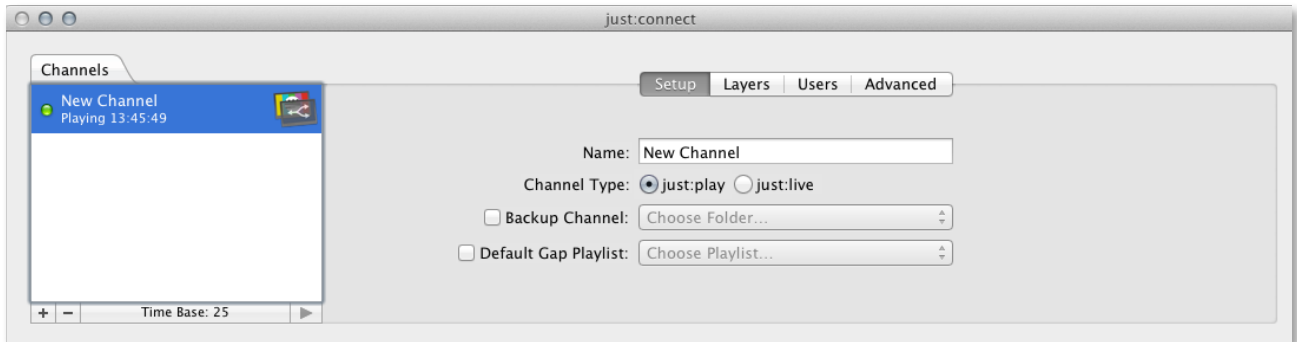 just:connect
Channels
Setup Layers Users Advanced
New Channel
Playing 13:45:49
Name: New Channel
Channel Type: just:play just:live
Backup Channel: Choose Folder...
Default Gap Playlist: Choose Playlist...
+ − Time Base: 25